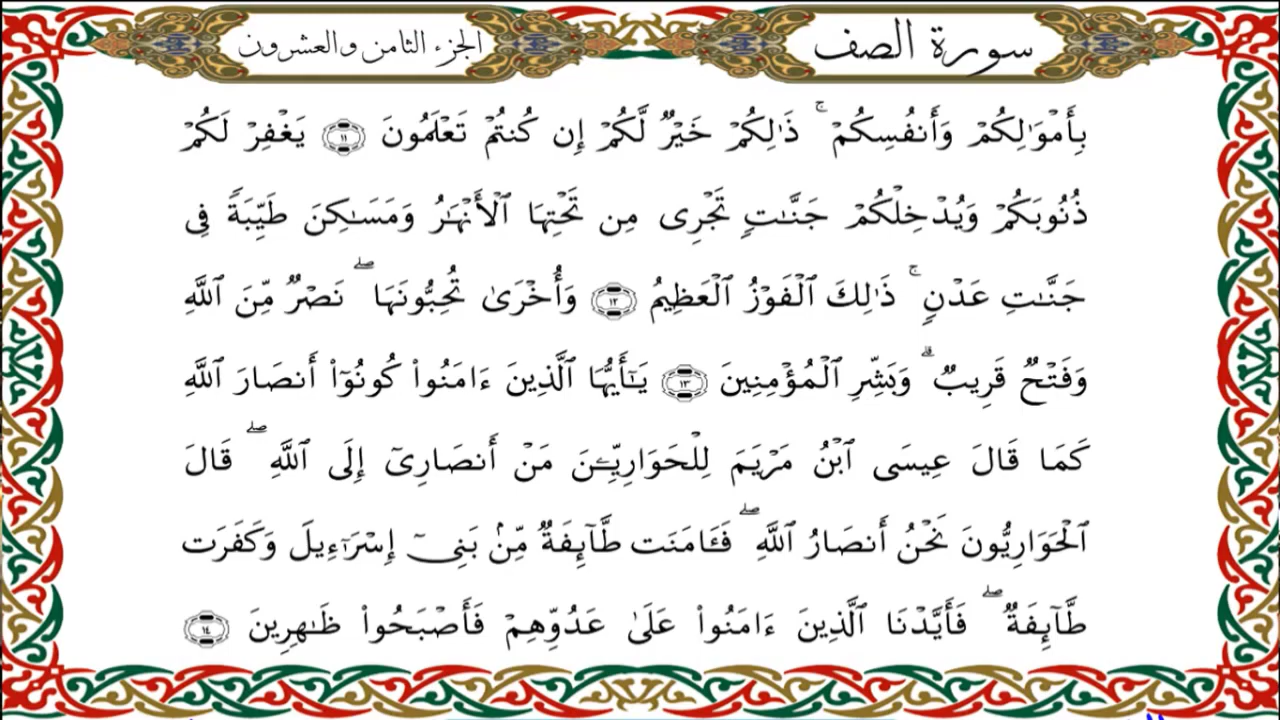 سورة الصف
الجزء الثامن والعشرون
بِأَمْوَٰلِكُمْ وَأَنفُسِكُمْ ۚ ذَٰلِكُمْ خَيْرٌ لَّكُمْ إِن كُنتُمْ تَعْلَمُونَ ١١ يَغْفِرْ لَكُمْ
ذُنُوبَكُمْ وَيُدْخِلْكُمْ جَنَّـٰتٍ تَجْرِى مِن تَحْتِهَا ٱلْأَنْهَـٰرُ وَمَسَـٰكِنَ طَيِّبَةً فِى
جَنَّـٰتِ عَدْنٍ ۚ ذَٰلِكَ ٱلْفَوْزُ ٱلْعَظِيمُ ١٢ وَأُخْرَىٰ تُحِبُّونَهَا ۖ نَصْرٌ مِّنَ ٱللَّهِ
وَفَتْحٌ قَرِيبٌ ۗ وَبَشِّرِ ٱلْمُؤْمِنِينَ ١٣ يَـٰٓأَيُّهَا ٱلَّذِينَ ءَامَنُوا۟ كُونُوٓا۟ أَنصَارَ ٱللَّهِ
كَمَا قَالَ عِيسَى ٱبْنُ مَرْيَمَ لِلْحَوَارِيِّـۧنَ مَنْ أَنصَارِىٓ إِلَى ٱللَّهِ ۖ قَالَ
ٱلْحَوَارِيُّونَ نَحْنُ أَنصَارُ ٱللَّهِ ۖ فَـَٔامَنَت طَّآئِفَةٌ مِّنۢ بَنِىٓ إِسْرَٰٓءِيلَ وَكَفَرَت
طَّآئِفَةٌ ۖ فَأَيَّدْنَا ٱلَّذِينَ ءَامَنُوا۟ عَلَىٰ عَدُوِّهِمْ فَأَصْبَحُوا۟ ظَـٰهِرِينَ ١٤